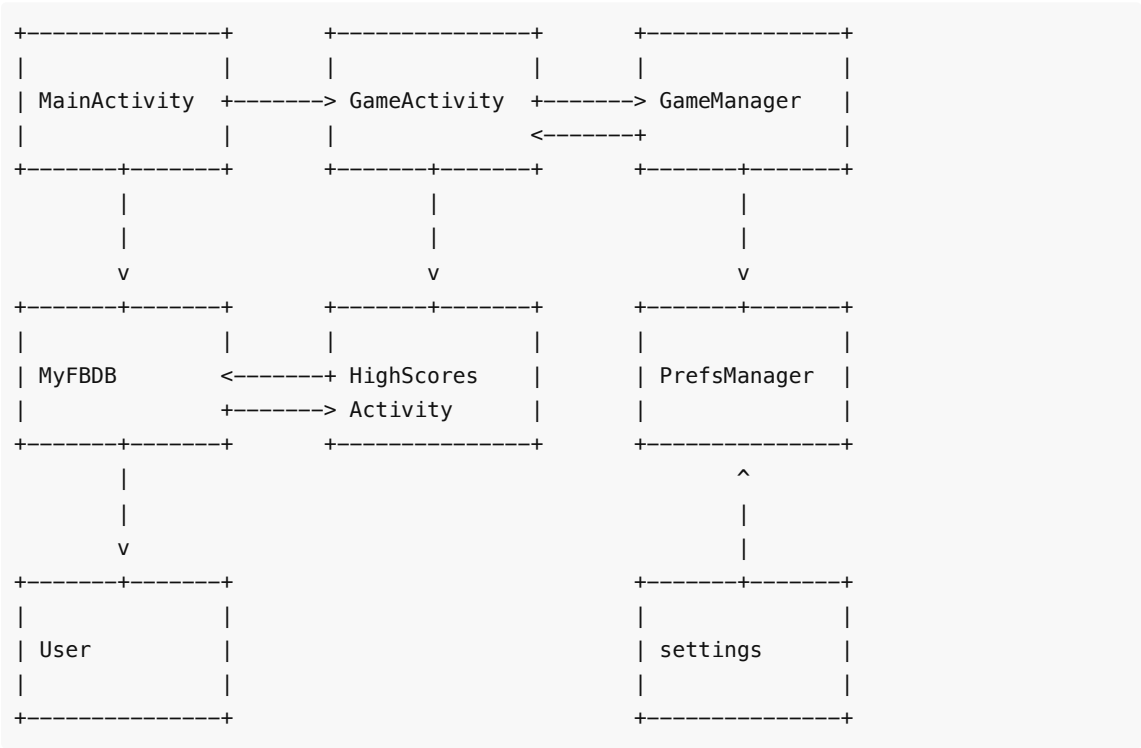 +---------------+       +---------------+       +---------------+
|               |       |               |       |               |
| MainActivity  +-------> GameActivity  +-------> GameManager   |
|               |       |               <-------+               |
+-------+-------+       +-------+-------+       +-------+-------+
        |                       |                       |
        |                       |                       |
        v                       v                       v
+-------+-------+       +-------+-------+       +-------+-------+
|               |       |               |       |               |
| MyFBDB        <-------+ HighScores    |       | PrefsManager  |
|               +-------> Activity      |       |               |
+-------+-------+       +---------------+       +---------------+
        |                                               ^
        |                                               |
        v                                               |
+-------+-------+                               +-------+-------+
|               |                               |               |
| User          |                               | settings      |
|               |                               |               |
+---------------+                               +---------------+